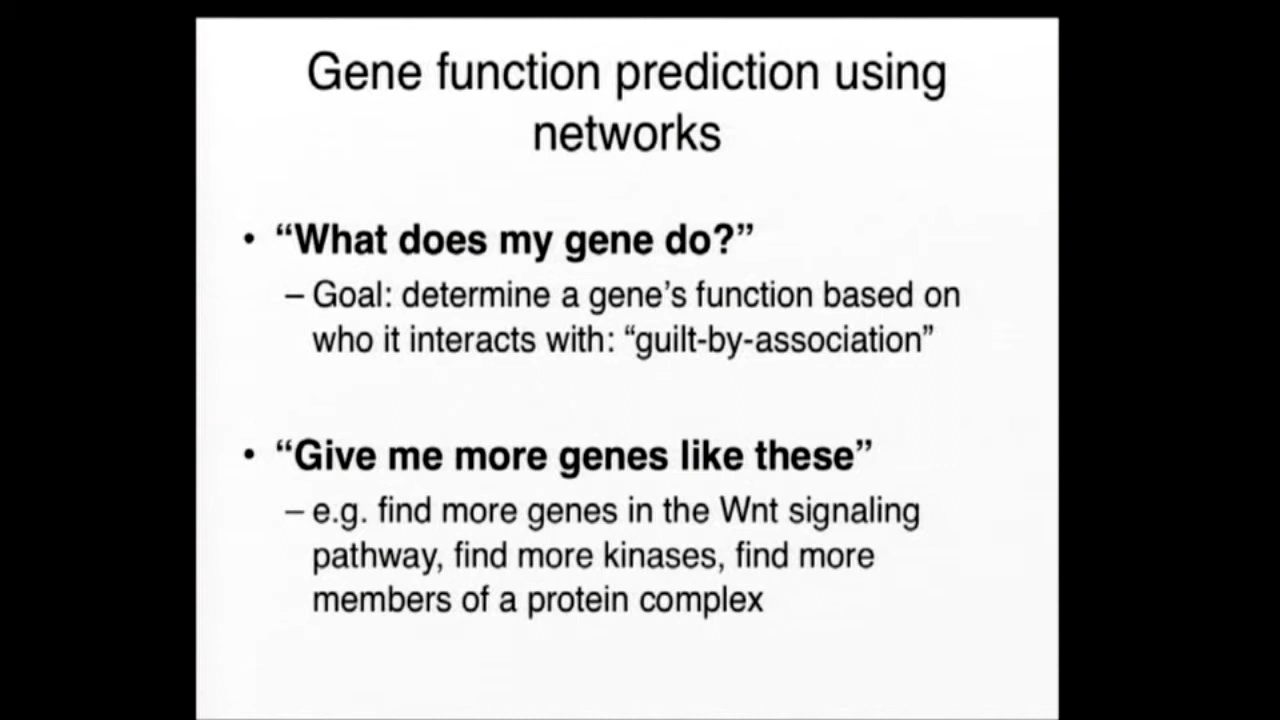 Gene function prediction using
networks
• “What does my gene do?”
– Goal: determine a gene’s function based on
who it interacts with: “guilt-by-association”
• “Give me more genes like these”
– e.g. find more genes in the Wnt signaling
pathway, find more kinases, find more
members of a protein complex